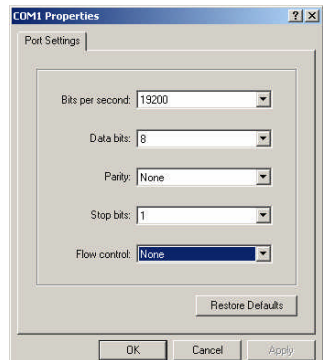 COM1 Properties
Port Settings
Bits per second: 19200
Data bits: 8
Parity: None
Stop bits: 1
Flow control: None
Restore Defaults
OK Cancel Apply